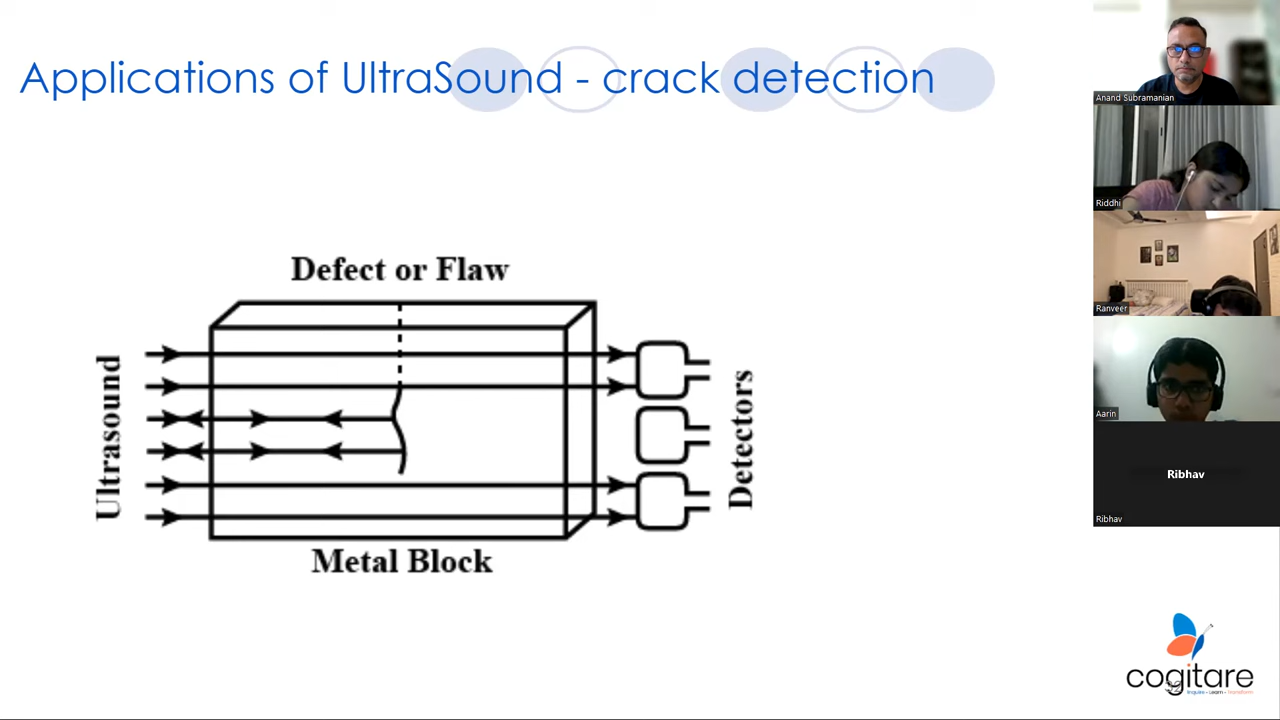 Applications of UltraSound - crack detection
Defect or Flaw
Ultrasound
Detectors
Metal Block
Anand Subramanian
Riddhi
Ranveer
Aarin
Ribhav
Ribhav
cogitare